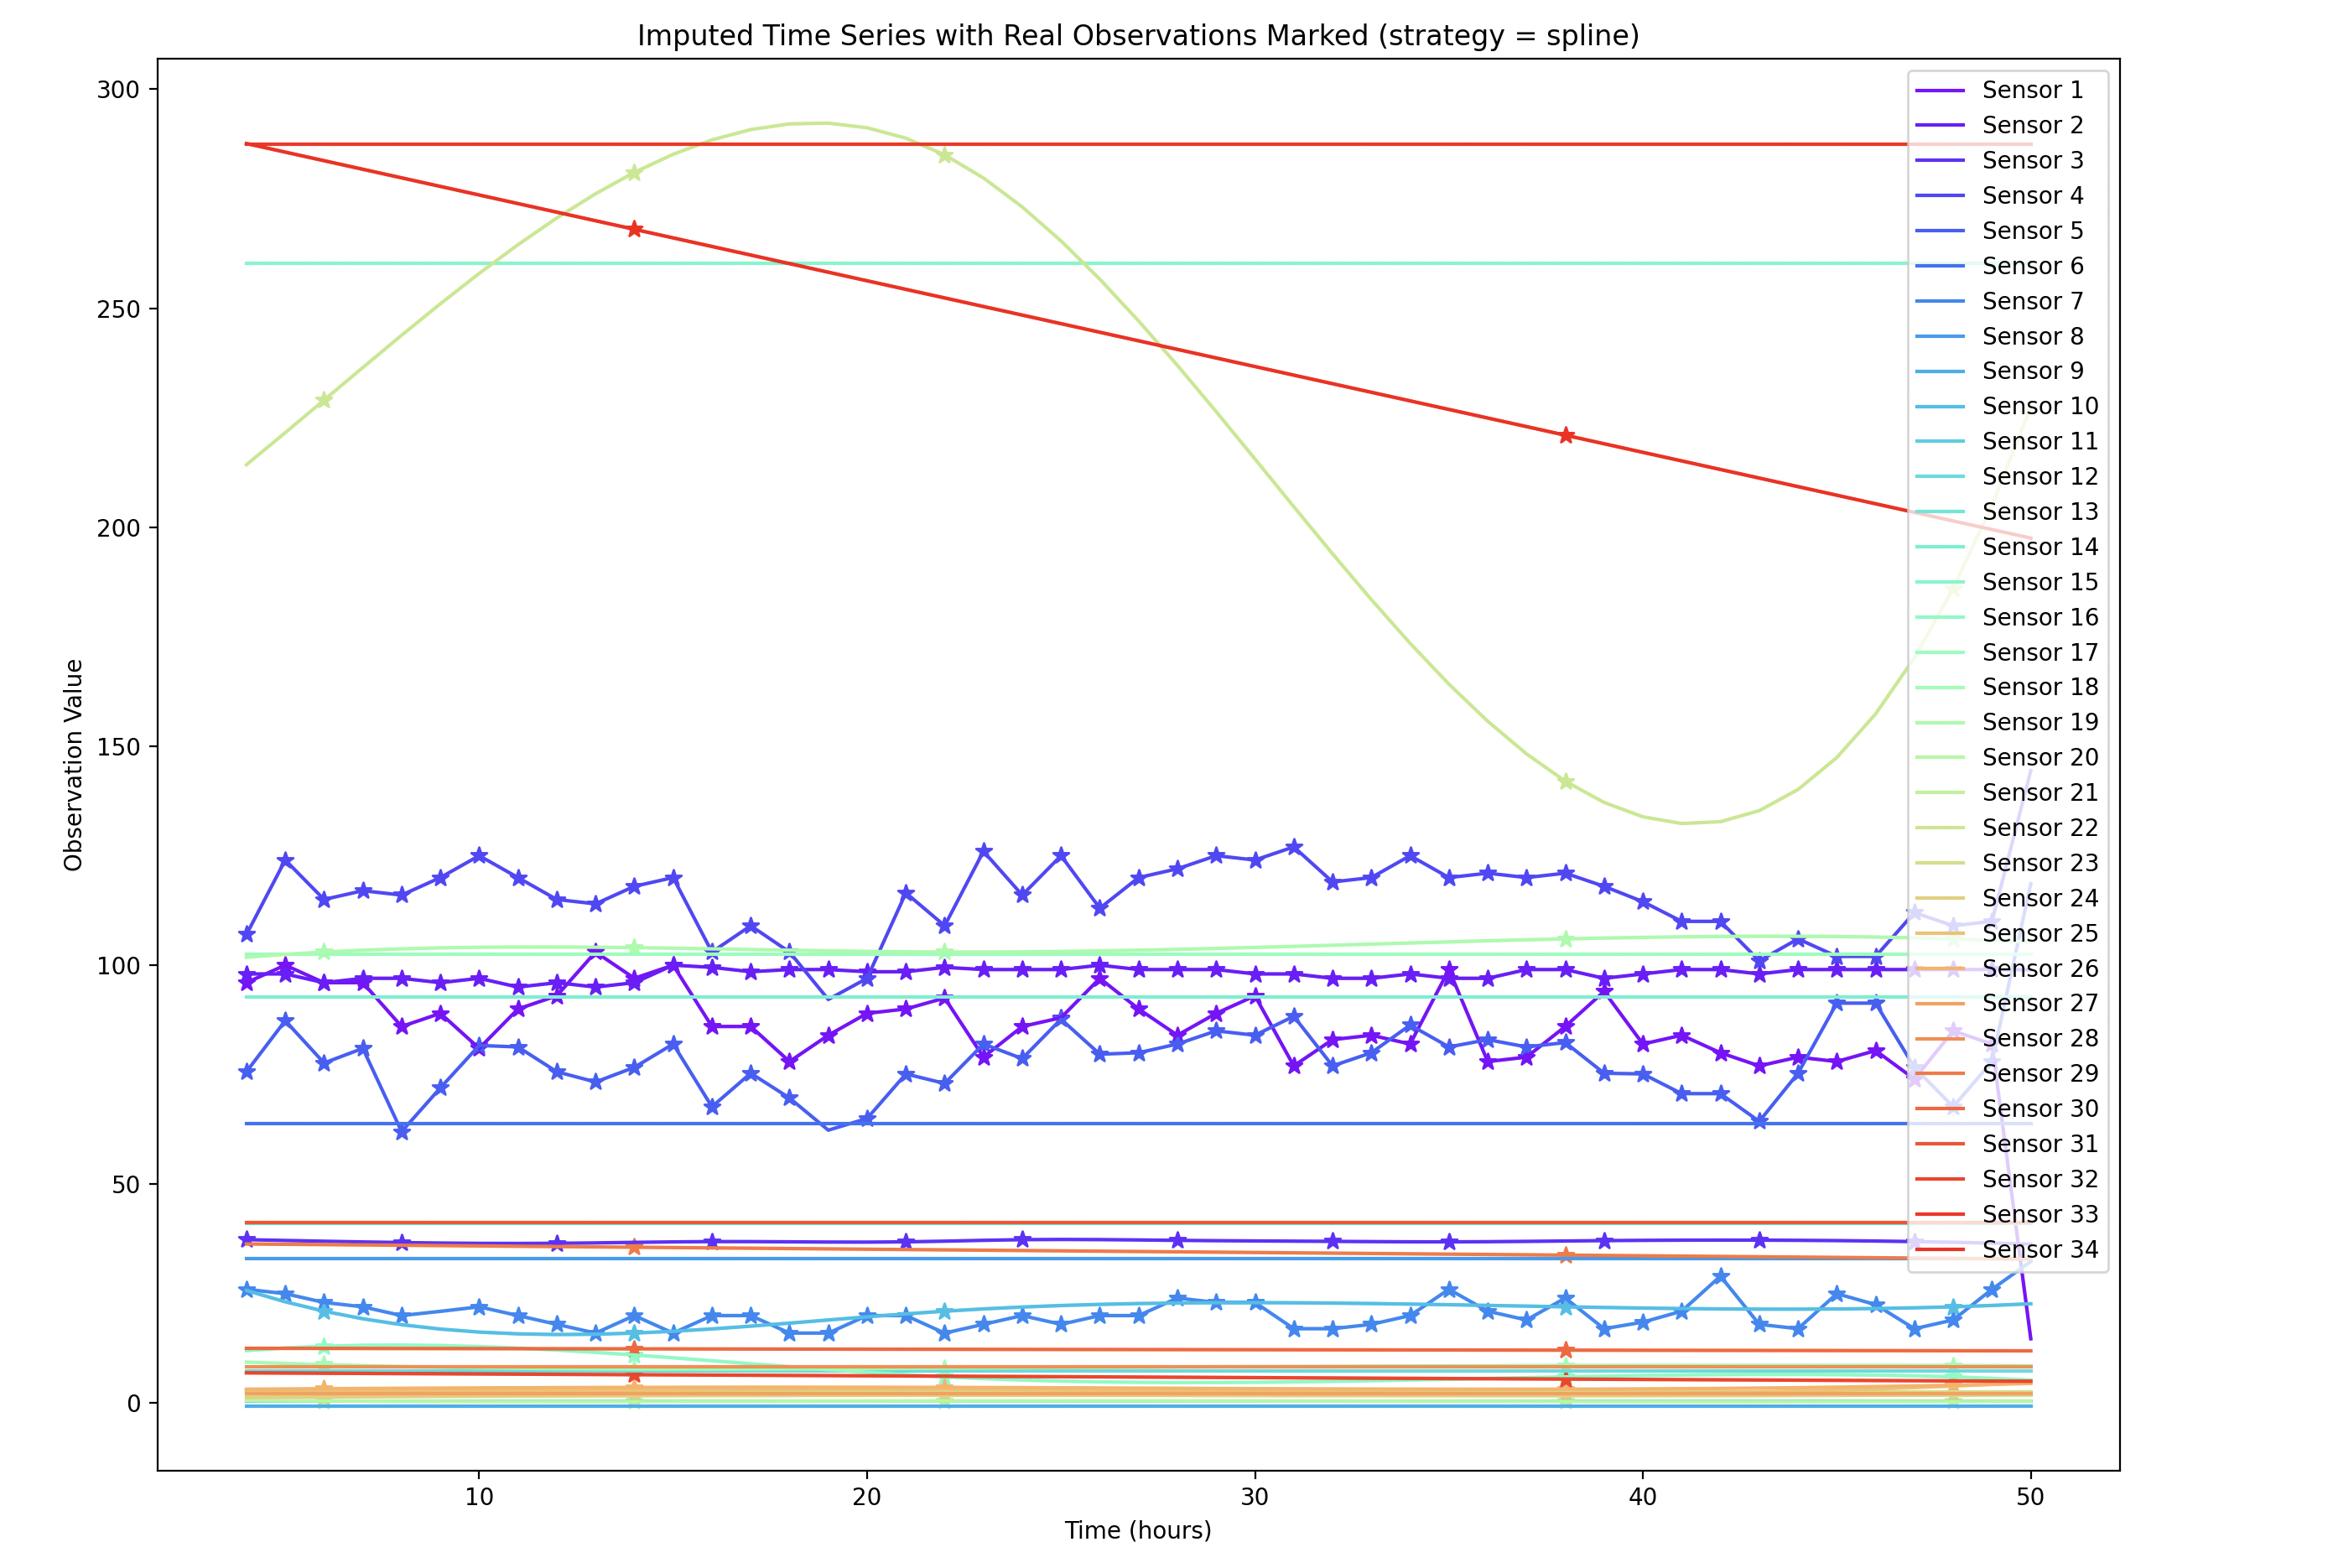 Imputed Time Series with Real Observations Marked (strategy = spline)
300
250
200
150
100
50
0
Observation Value
10
20
30
40
50
Time (hours)
Sensor 1
Sensor 2
Sensor 3
Sensor 4
Sensor 5
Sensor 6
Sensor 7
Sensor 8
Sensor 9
Sensor 10
Sensor 11
Sensor 12
Sensor 13
Sensor 14
Sensor 15
Sensor 16
Sensor 17
Sensor 18
Sensor 19
Sensor 20
Sensor 21
Sensor 22
Sensor 23
Sensor 24
Sensor 25
Sensor 26
Sensor 27
Sensor 28
Sensor 29
Sensor 30
Sensor 31
Sensor 32
Sensor 33
Sensor 34